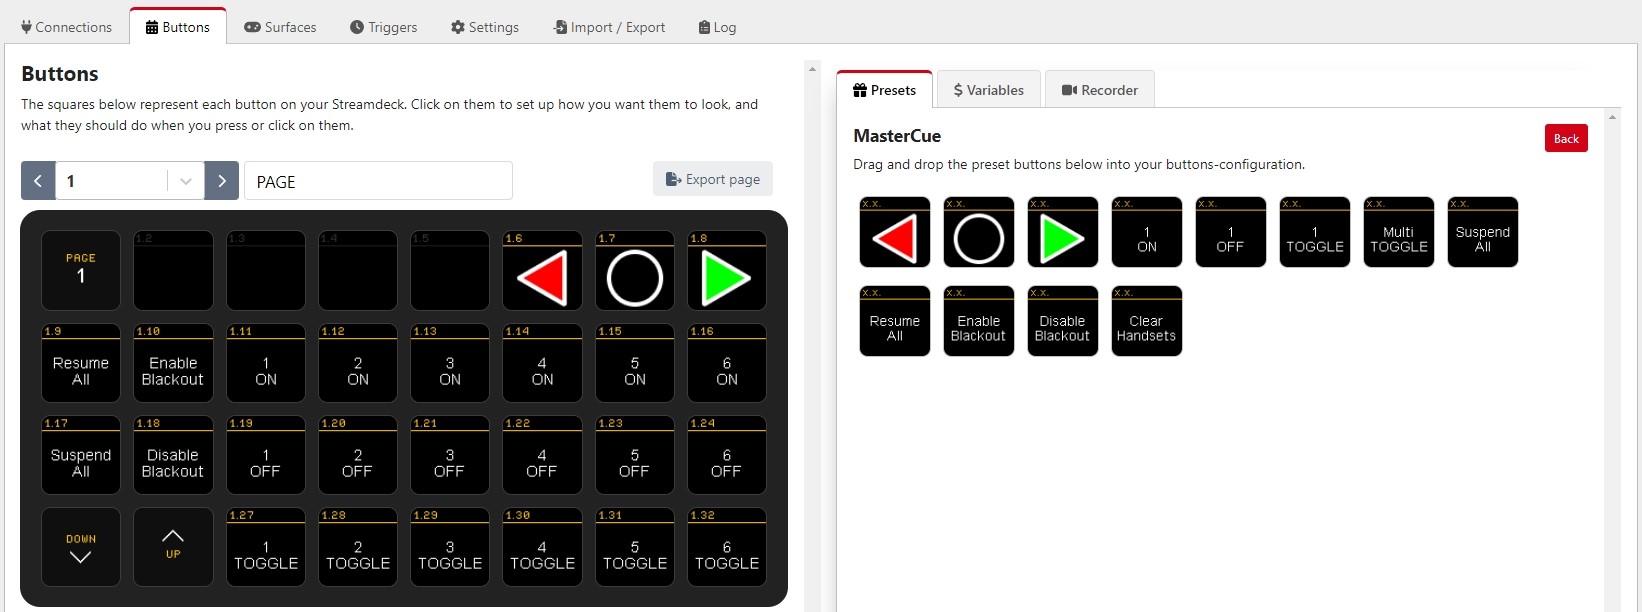 Connections
Buttons
Surfaces
Triggers
Settings
Import / Export
Log
Buttons
The squares below represent each button on your Streamdeck. Click on them to set up how you want them to look, and
what they should do when you press or click on them.
1
PAGE
Export page
PAGE
1
1.2
1.3
1.4
1.5
1.6
1.7
1.8
1.9
Resume
All
1.10
Enable
Blackout
1.11
1
ON
1.12
2
ON
1.13
3
ON
1.14
4
ON
1.15
5
ON
1.16
6
ON
1.17
Suspend
All
1.18
Disable
Blackout
1.19
1
OFF
1.20
2
OFF
1.21
3
OFF
1.22
4
OFF
1.23
5
OFF
1.24
6
OFF
DOWN
UP
1.27
1
TOGGLE
1.28
2
TOGGLE
1.29
3
TOGGLE
1.30
4
TOGGLE
1.31
5
TOGGLE
1.32
6
TOGGLE
Presets
$ Variables
Recorder
MasterCue
Back
Drag and drop the preset buttons below into your buttons-configuration.
x.x.
x.x.
x.x.
x.x.
1
ON
x.x.
1
OFF
x.x.
1
TOGGLE
x.x.
Multi
TOGGLE
x.x.
Suspend
All
x.x.
Resume
All
x.x.
Enable
Blackout
x.x.
Disable
Blackout
x.x.
Clear
Handsets